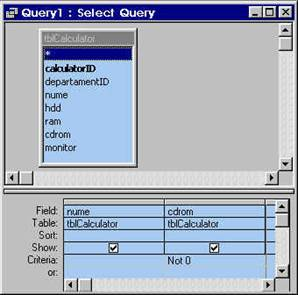 Query1 : Select Query
tblCalculator
*
calculatorID
departamentID
nume
hdd
ram
cdrom
monitor
Field: nume cdrom
Table: tblCalculator tblCalculator
Sort:
Show:
Criteria: Not 0
or: